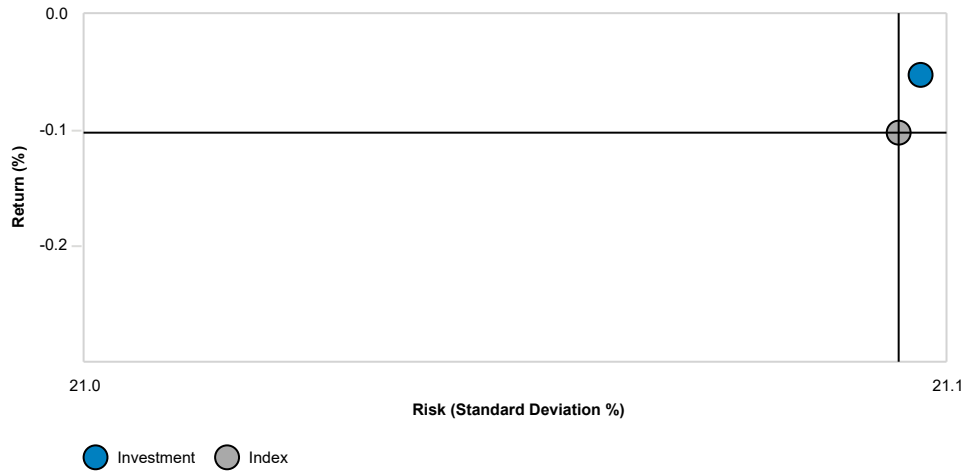 0.0
-0.1
-0.2
Return (%)
21.0
21.1
Risk (Standard Deviation %)
Investment
Index